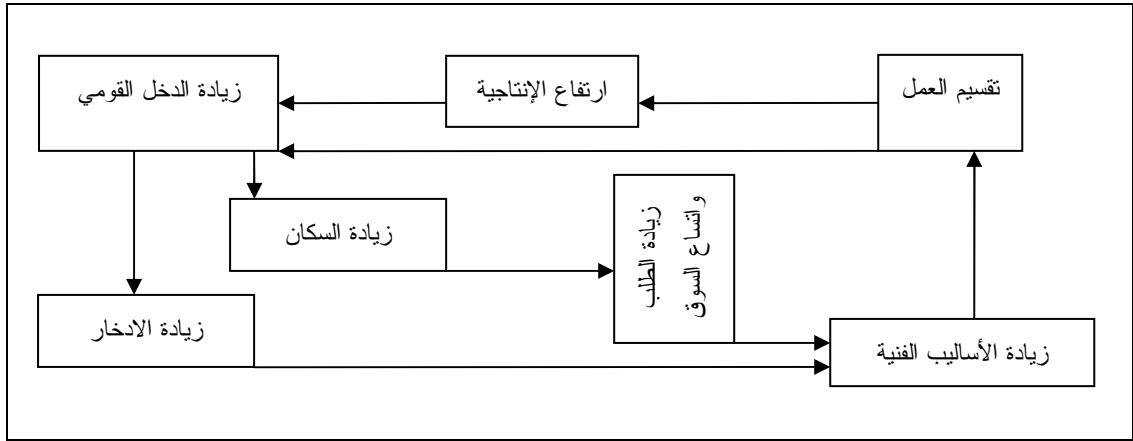 تقسيم العمل
ارتفاع الإنتاجية
زيادة الدخل القومي
زيادة السكان
زيادة الطلب
واتساع السوق
زيادة الادخار
زيادة الأساليب الفنية